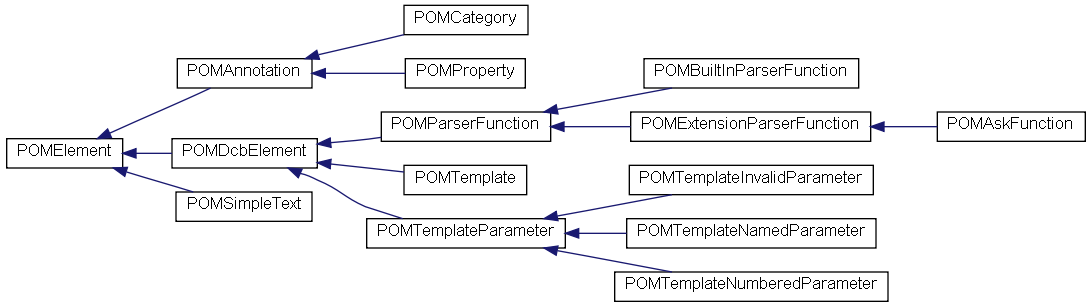 POMCategory
POMAnnotation
POMProperty
POMBuiltInParserFunction
POMParserFunction
POMExtensionParserFunction
POMAskFunction
POMElement
POMDcbElement
POMTemplate
POMTemplateInvalidParameter
POMSimpleText
POMTemplateParameter
POMTemplateNamedParameter
POMTemplateNumberedParameter